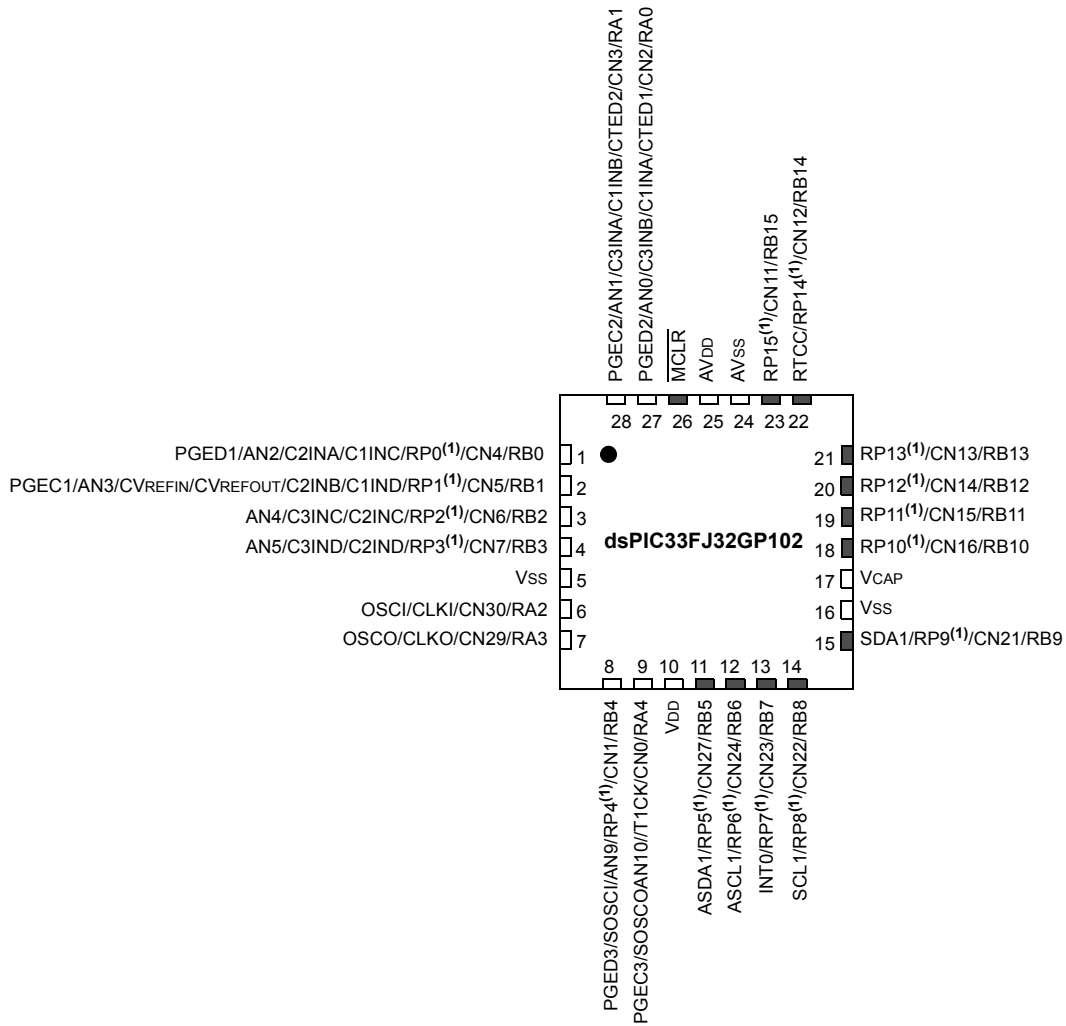 PGEC2/AN1/C3INA/C1INB/CTED2/CN3/RA1
PGED2/AN0/C3INB/C1INA/CTED1/CN2/RA0
MCLR
AVDD
AVSS
RP15(1)/CN11/RB15
RTCC/RP14(1)/CN12/RB14
28 27 26 25 24 23 22
PGED1/AN2/C2INA/C1INC/RP0(1)/CN4/RB0 1
PGEC1/AN3/CVREFIN/CVREFOUT/C2INB/C1IND/RP1(1)/CN5/RB1 2
AN4/C3INC/C2INC/RP2(1)/CN6/RB2 3
AN5/C3IND/C2IND/RP3(1)/CN7/RB3 4
VSS 5
OSCI/CLKI/CN30/RA2 6
OSCO/CLKO/CN29/RA3 7
dsPIC33FJ32GP102
21 RP13(1)/CN13/RB13
20 RP12(1)/CN14/RB12
19 RP11(1)/CN15/RB11
18 RP10(1)/CN16/RB10
17 VCAP
16 VSS
15 SDA1/RP9(1)/CN21/RB9
8 9 10 11 12 13 14
PGED3/SOSCI/AN9/RP4(1)/CN1/RB4
PGEC3/SOSCOAN10//T1CK/CN0/RA4
VDD
ASDA1/RP5(1)/CN27/RB5
ASCL1/RP6(1)/CN24/RB6
INT0/RP7(1)/CN23/RB7
SCL1/RP8(1)/CN22/RB8